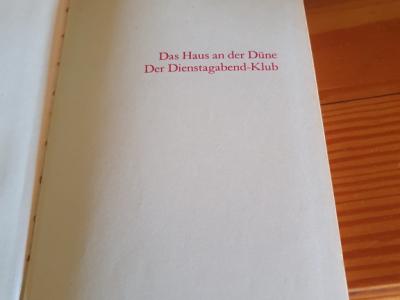 Das Haus an der Düne
Der Dienstagabend-Klub